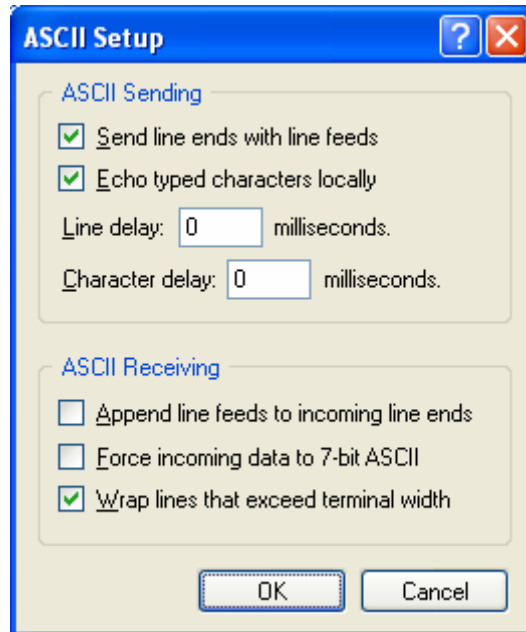 ASCII Setup
ASCII Sending
Send line ends with line feeds
Echo typed characters locally
Line delay: 0 milliseconds.
Character delay: 0 milliseconds.
ASCII Receiving
Append line feeds to incoming line ends
Force incoming data to 7-bit ASCII
Wrap lines that exceed terminal width
OK Cancel